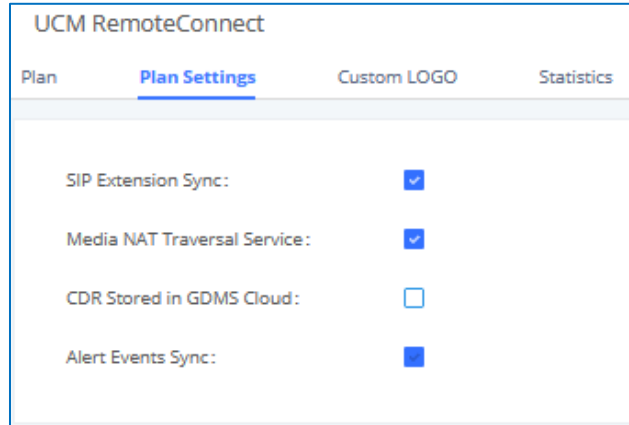 UCM RemoteConnect
Plan Plan Settings Custom LOGO Statistics
SIP Extension Sync:
Media NAT Traversal Service:
CDR Stored in GDMS Cloud:
Alert Events Sync: